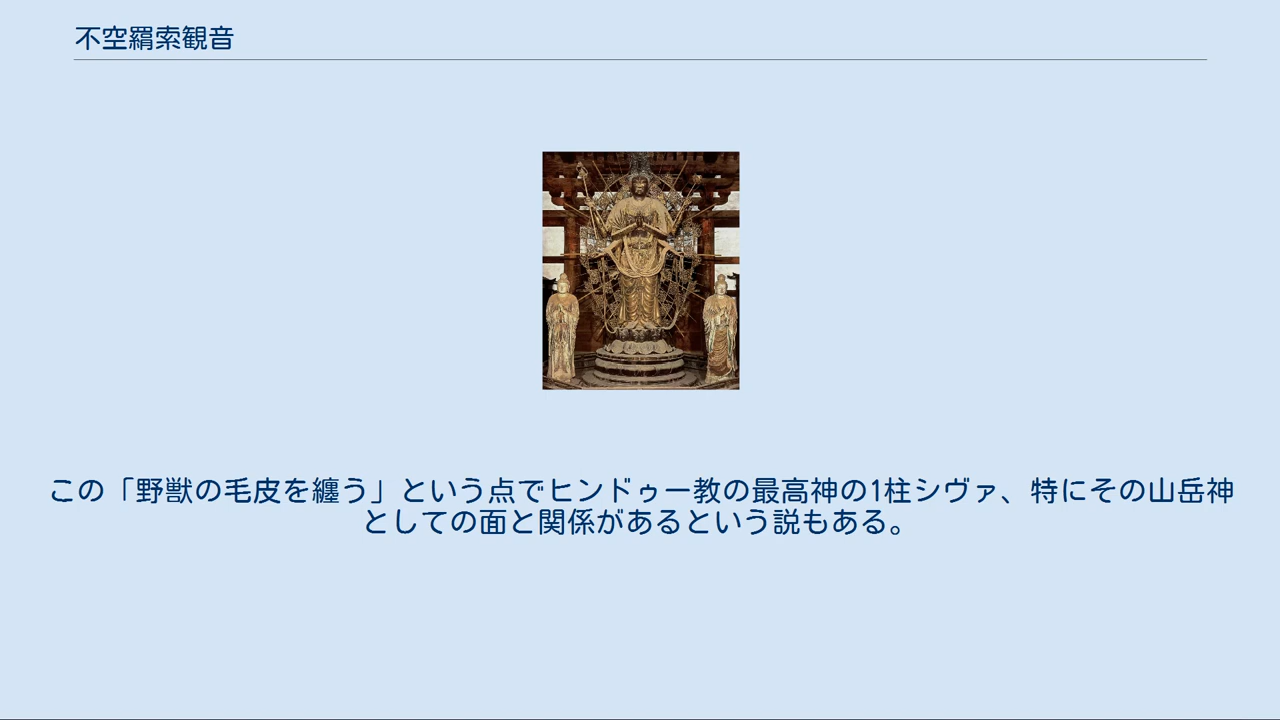 不空羂索観音
この「野獣の毛皮を纏う」という点でヒンドゥー教の最高神の1柱シヴァ、特にその山岳神
としての面と関係があるという説もある。